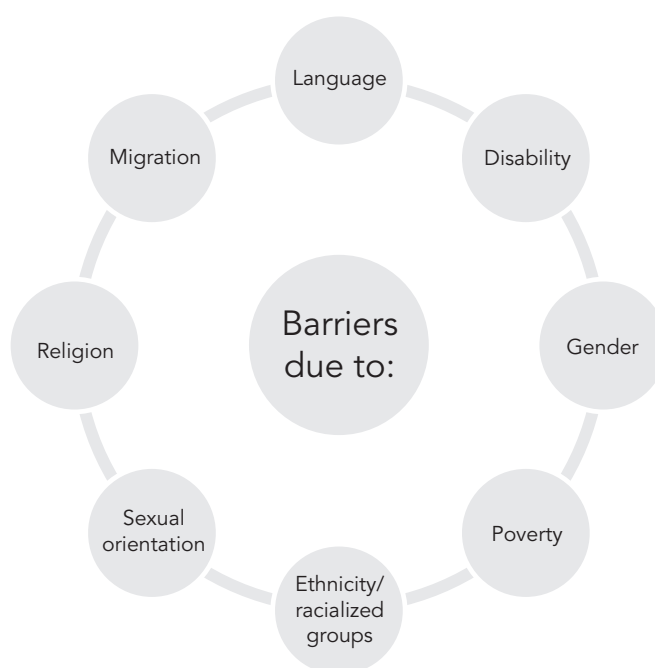 Language
Disability
Gender
Poverty
Ethnicity/
racialized
groups
Sexual
orientation
Religion
Migration
Barriers
due to: